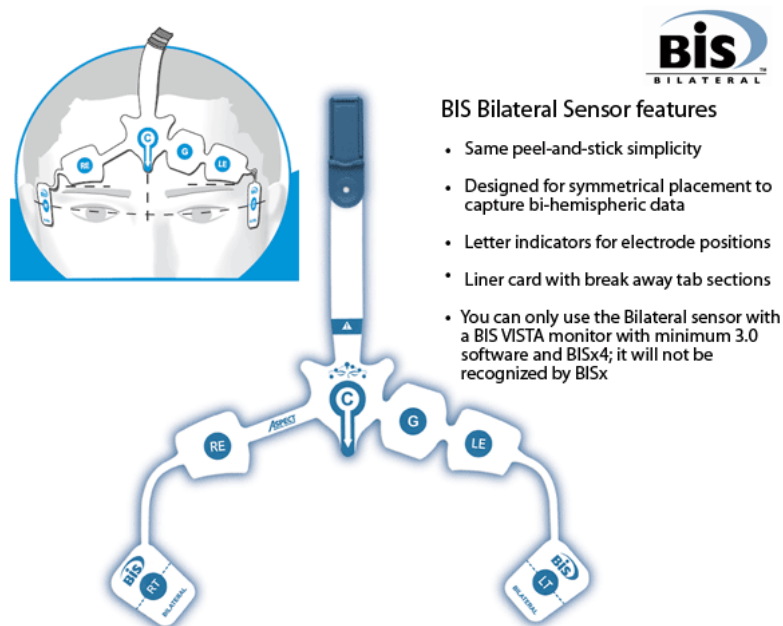 BIS
™
BILATERAL
BIS Bilateral Sensor features
• Same peel-and-stick simplicity
• Designed for symmetrical placement to
capture bi-hemispheric data
• Letter indicators for electrode positions
• Liner card with break away tab sections
• You can only use the Bilateral sensor with
a BIS VISTA monitor with minimum 3.0
software and BISx4; it will not be
recognized by BISx
C
RE
G
LE
C
G
RE
ASPECT
LE
BIS
RT
BILATERAL
BIS
LT
BILATERAL